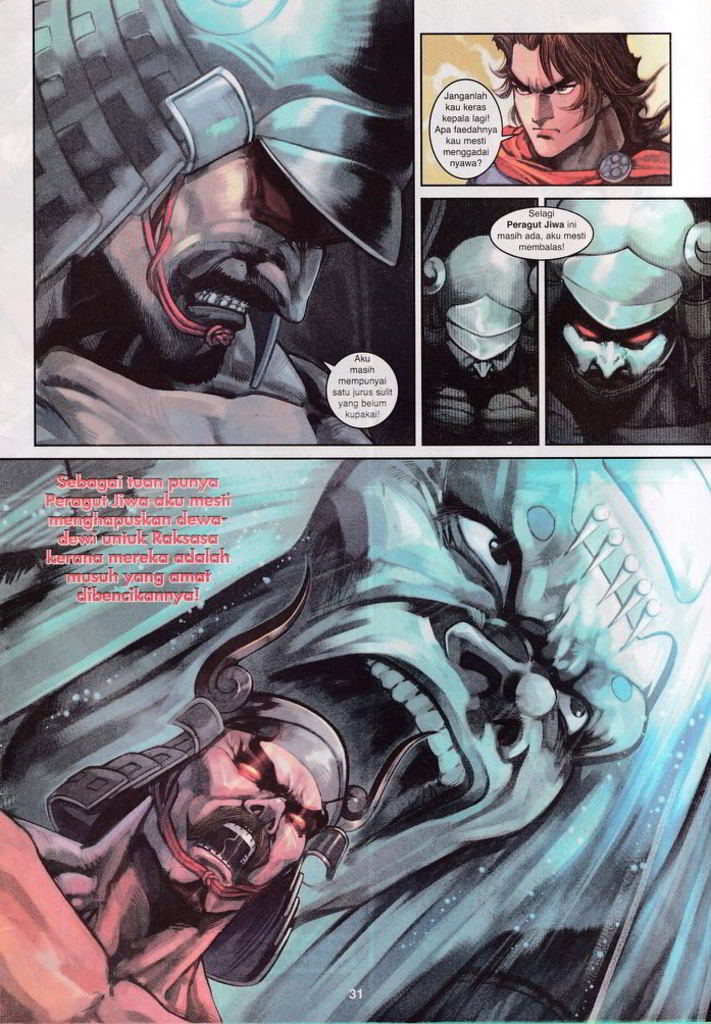 Aku
masih
mempunyai
satu jurus sulit
yang belum
kupakai!
Janganlah
kau keras
kepala lagi!
Apa faedahnya
kau mesti
menggadai
nyawa?
Selagi
Peragut Jiwa ini
masih ada, aku mesti
membalas!
Sebagai tuan punya
Peragut Jiwa aku mesti
menghapuskan dewa-
dewi untuk Raksasa
kerana mereka adalah
musuh yang amat
dibencikannya!
31